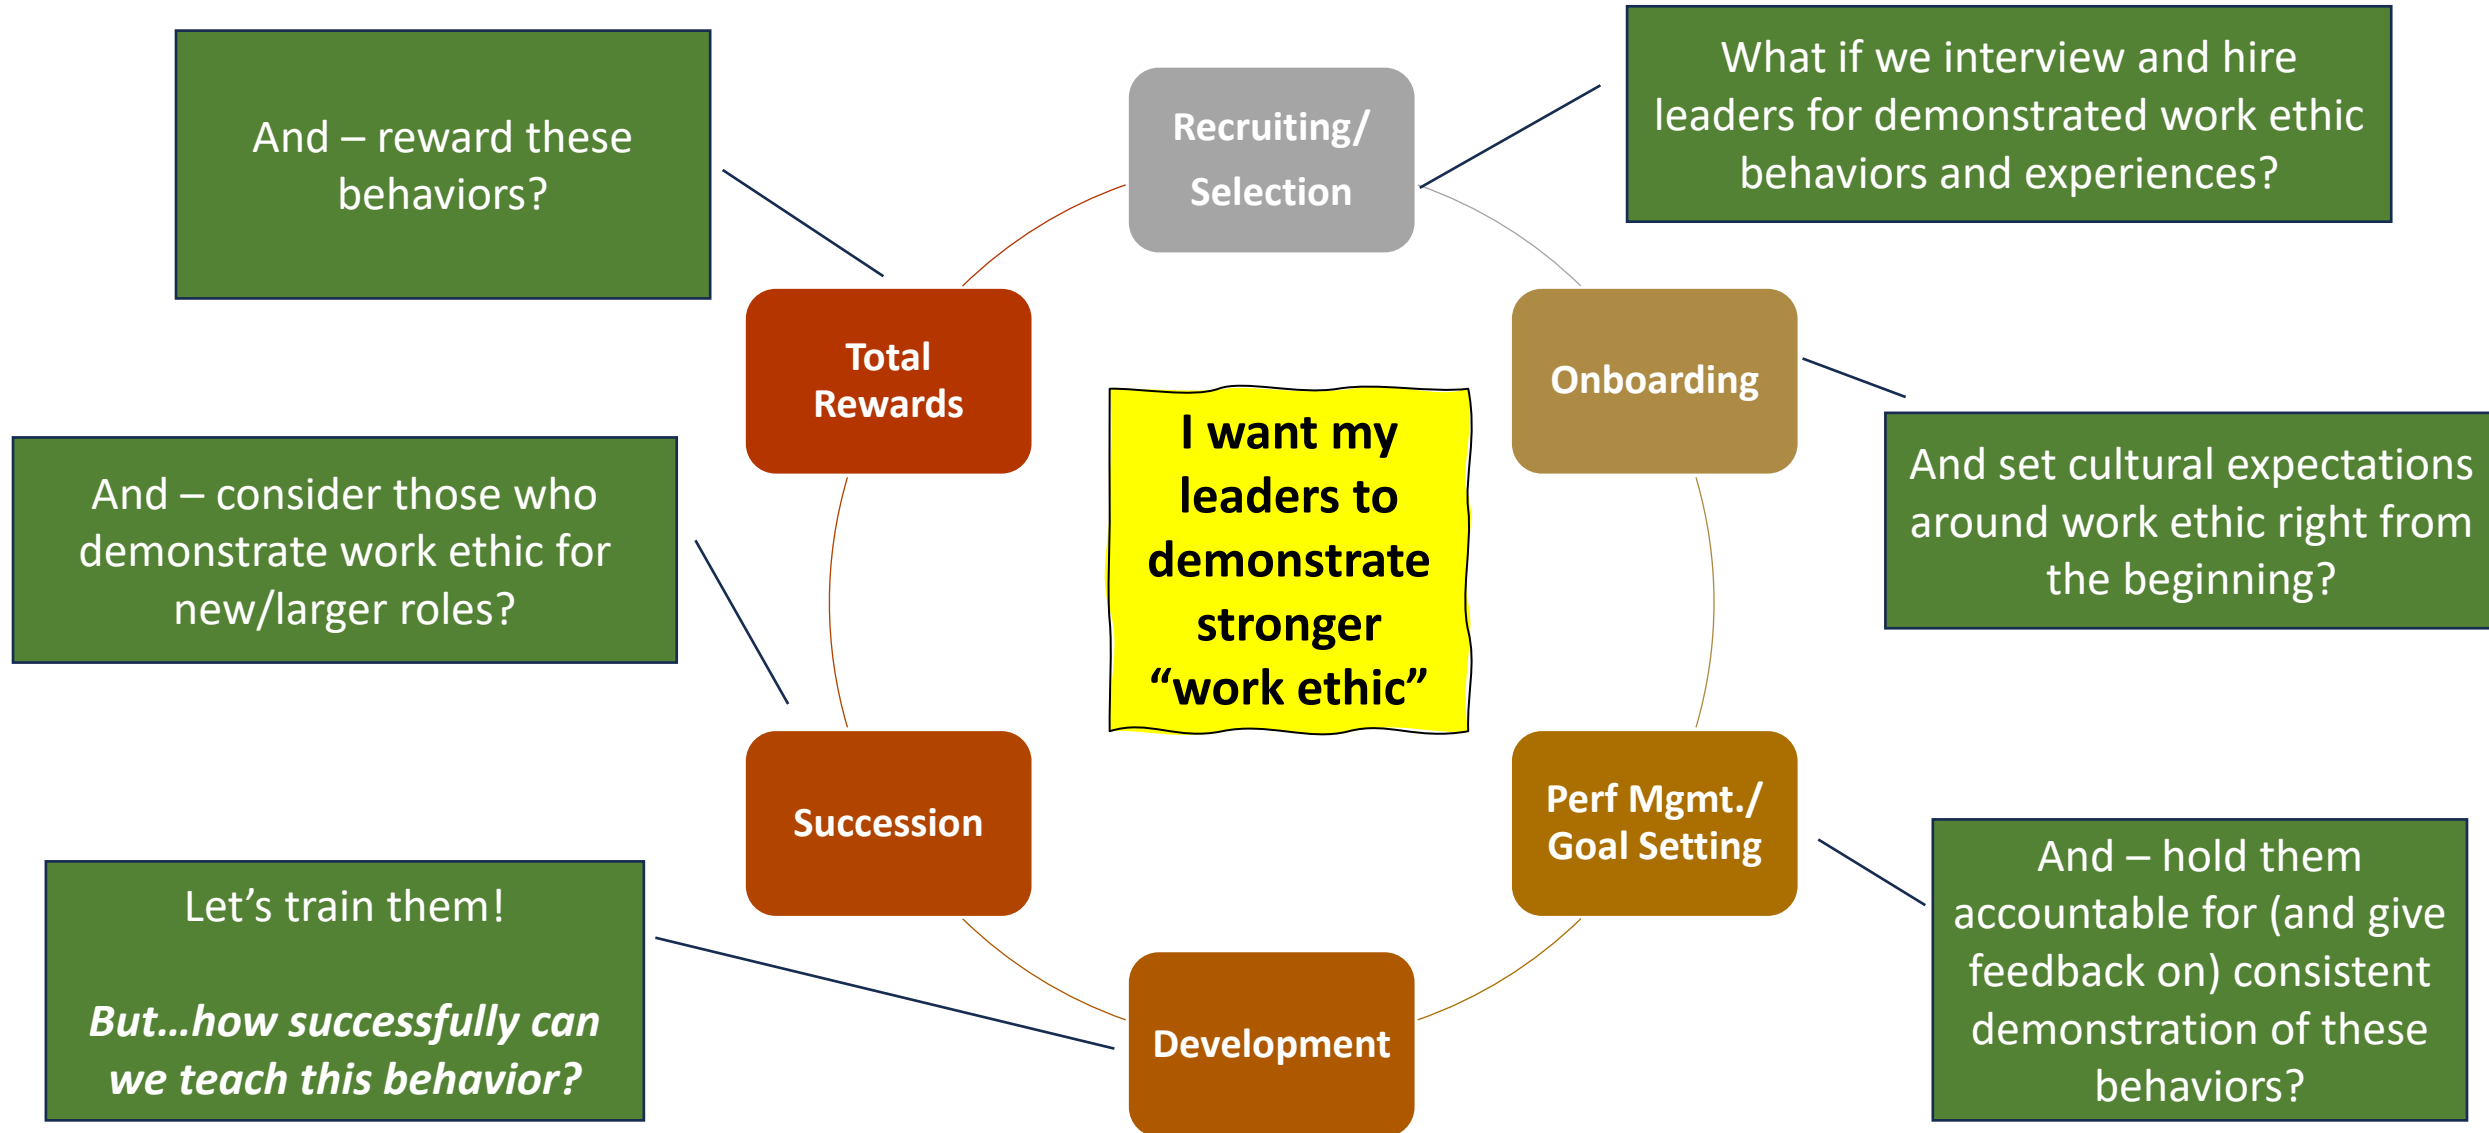 And – reward these
behaviors?
Recruiting/
Selection
What if we interview and hire
leaders for demonstrated work ethic
behaviors and experiences?
Total
Rewards
Onboarding
I want my
leaders to
demonstrate
stronger
“work ethic”
And – consider those who
demonstrate work ethic for
new/larger roles?
And set cultural expectations
around work ethic right from
the beginning?
Succession
Perf Mgmt./
Goal Setting
Let’s train them!
But...how successfully can
we teach this behavior?
Development
And – hold them
accountable for (and give
feedback on) consistent
demonstration of these
behaviors?